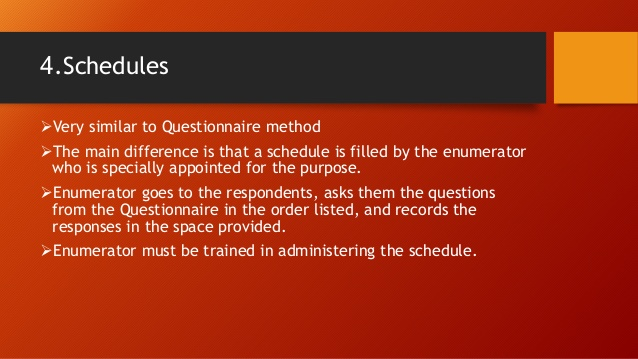 4.Schedules
➢Very similar to Questionnaire method
➢The main difference is that a schedule is filled by the enumerator
who is specially appointed for the purpose.
➢Enumerator goes to the respondents, asks them the questions
from the Questionnaire in the order listed, and records the
responses in the space provided.
➢Enumerator must be trained in administering the schedule.